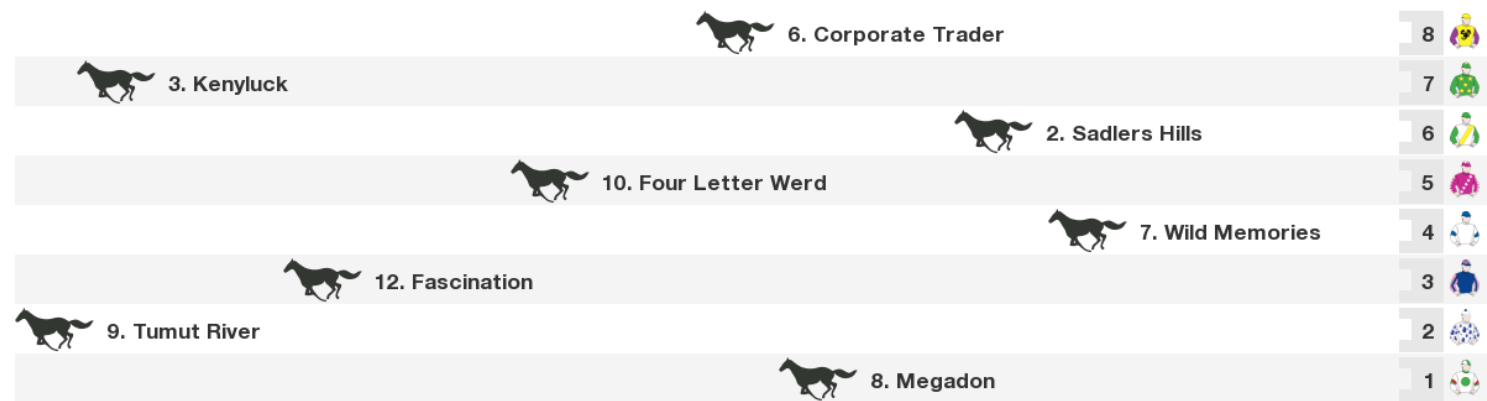 6. Corporate Trader 8
3. Kenyluck 7
2. Sadlers Hills 6
10. Four Letter Werd 5
7. Wild Memories 4
12. Fascination 3
9. Tumut River 2
8. Megadon 1